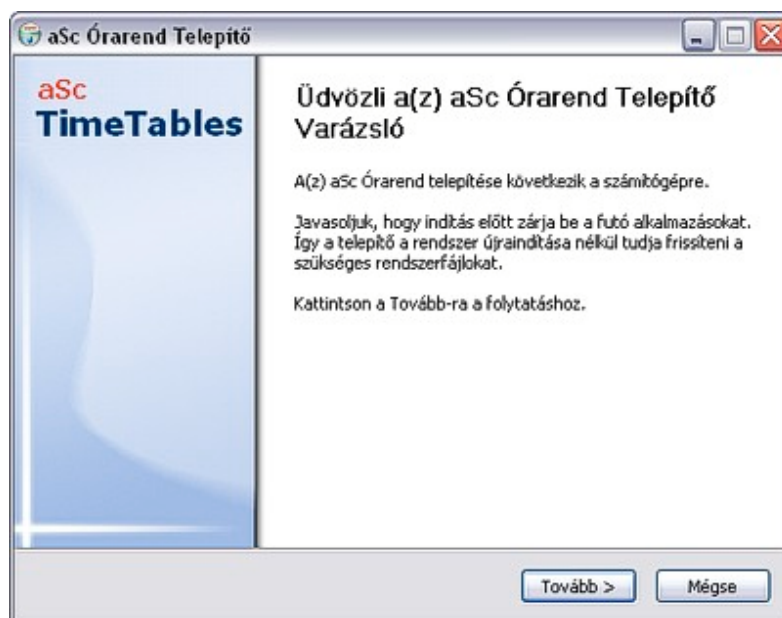 aSc Órarend Telepítő
aSc
TimeTables
Üdvözli a(z) aSc Órarend Telepítő
Varázsló
A(z) aSc Órarend telepítése következik a számítógépre.
Javasoljuk, hogy indítás előtt zárja be a futó alkalmazásokat.
Így a telepítő a rendszer újraindítása nélkül tudja frissíteni a
szükséges rendszerfájlokat.
Kattintson a Tovább-ra a folytatáshoz.
Tovább >
Mégse